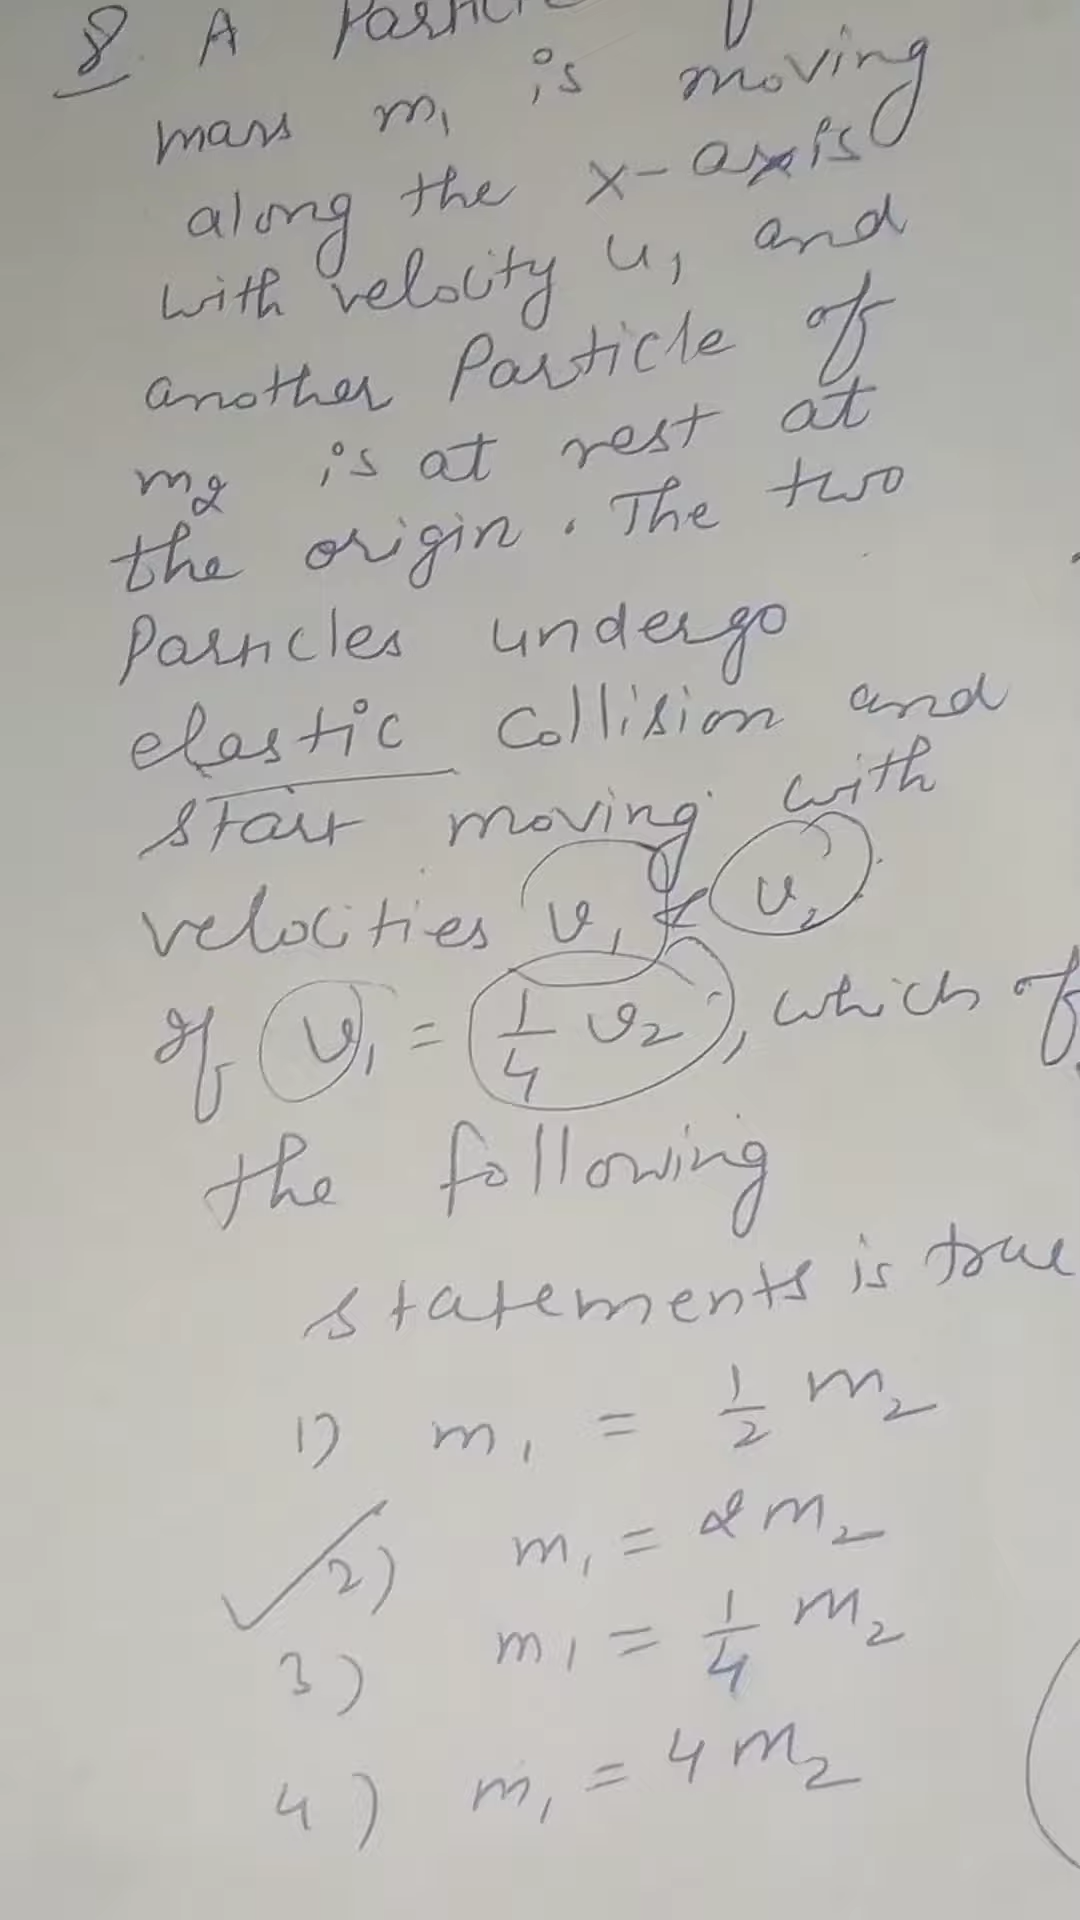 8. A Particle
mass m₁ is moving
along the x-axis
with velocity u₁ and
another Particle of
m₂ is at rest at
the origin. The two
Particles undergo
elastic Collision and
start moving with
velocities v₁ & v₂.
If v₁ = 1/4 v₂, which of
the following
statements is true
1) m₁ = 1/2 m₂
2) m₁ = 2m₂
3) m₁ = 1/4 m₂
4) m₁ = 4m₂